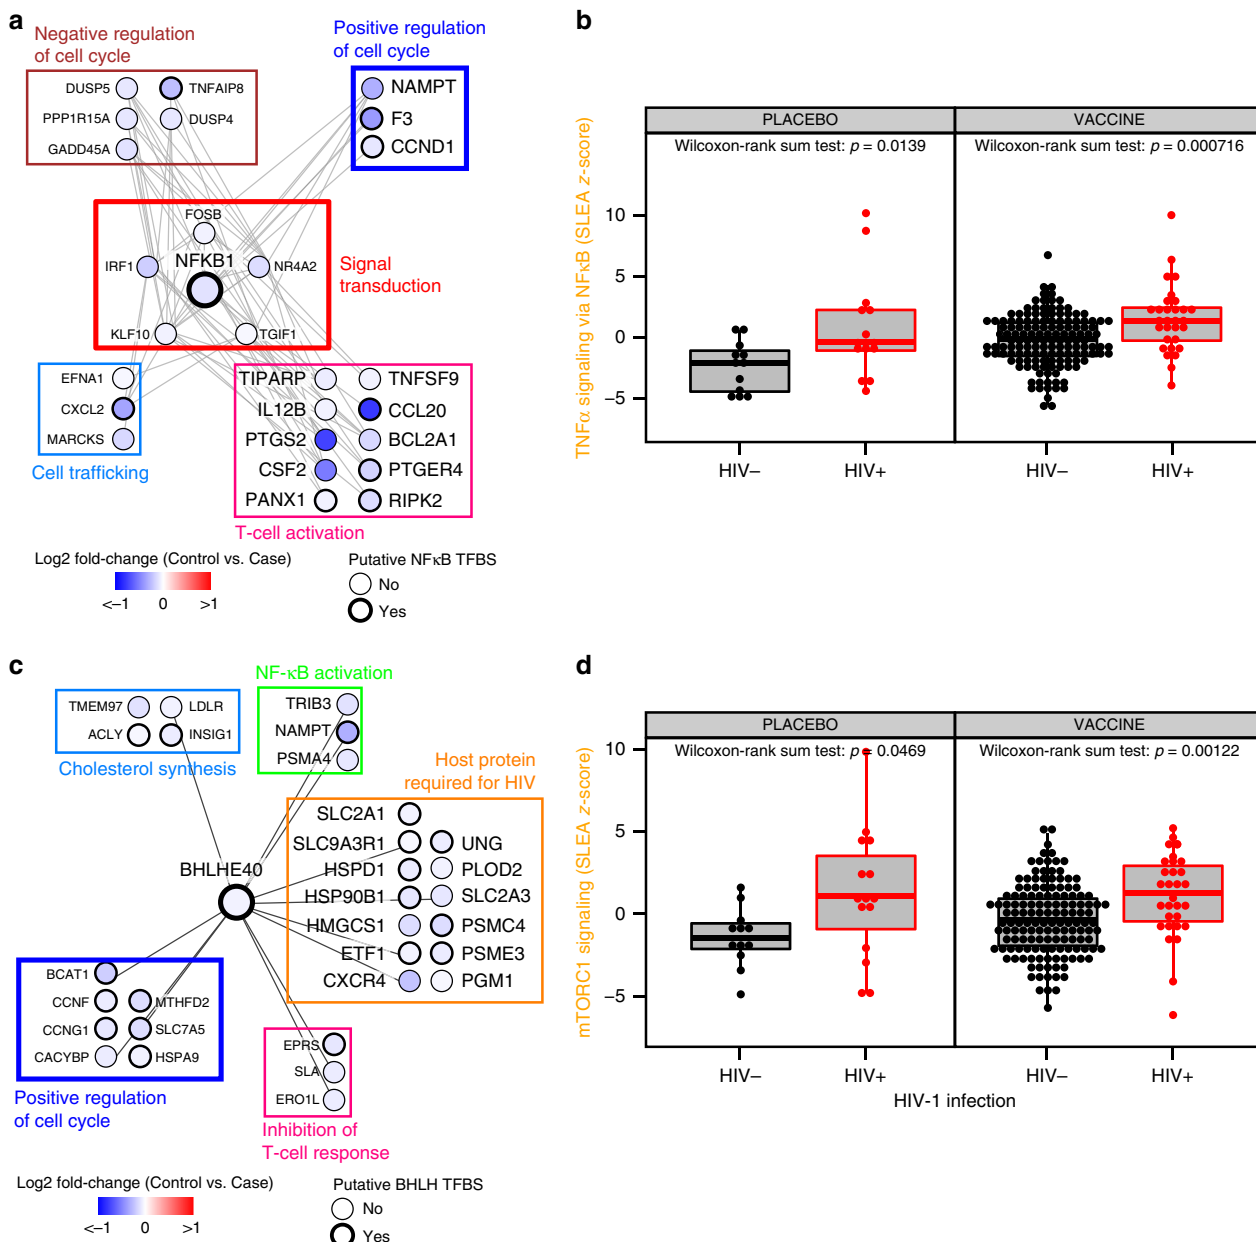 a
Negative regulation
of cell cycle
DUSP5
TNFAIP8
PPP1R15A
DUSP4
GADD45A
Positive regulation
of cell cycle
NAMPT
F3
CCND1
FOSB
IRF1
NFKB1
NR4A2
KLF10
TGIF1
Signal
transduction
EFNA1
CXCL2
MARCKS
Cell trafficking
TIPARP
TNFSF9
IL12B
CCL20
PTGS2
BCL2A1
CSF2
PTGER4
PANX1
RIPK2
T-cell activation
Log2 fold-change (Control vs. Case)
<–1 0 >1
Putative NFκB TFBS
No
Yes
b
PLACEBO
VACCINE
Wilcoxon-rank sum test: p = 0.0139
Wilcoxon-rank sum test: p = 0.000716
TNFα signaling via NFκB (SLEA z-score)
10
5
0
–5
HIV– HIV+ HIV– HIV+
c
TMEM97
LDLR
ACLY
INSIG1
Cholesterol synthesis
NF-κB activation
TRIB3
NAMPT
PSMA4
Host protein
required for HIV
SLC2A1
SLC9A3R1
UNG
HSPD1
PLOD2
HSP90B1
SLC2A3
HMGCS1
PSMC4
ETF1
PSME3
CXCR4
PGM1
BHLHE40
BCAT1
CCNF
MTHFD2
CCNG1
SLC7A5
CACYBP
HSPA9
Positive regulation
of cell cycle
EPRS
SLA
ERO1L
Inhibition of
T-cell response
Log2 fold-change (Control vs. Case)
<–1 0 >1
Putative BHLH TFBS
No
Yes
d
PLACEBO
VACCINE
Wilcoxon-rank sum test: p = 0.0469
Wilcoxon-rank sum test: p = 0.00122
mTORC1 signaling (SLEA z-score)
10
5
0
–5
HIV– HIV+ HIV– HIV+
HIV-1 infection